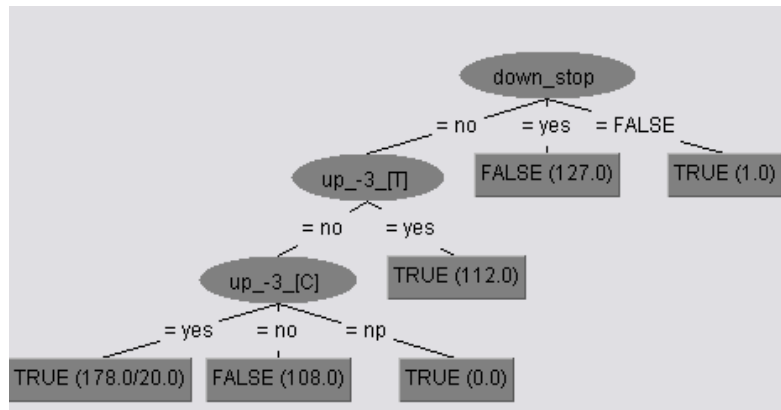 down_stop
= no = yes = FALSE
up_-3_[T] FALSE (127.0) TRUE (1.0)
= no = yes
up_-3_[C] TRUE (112.0)
= yes = no = np
TRUE (178.0/20.0) FALSE (108.0) TRUE (0.0)